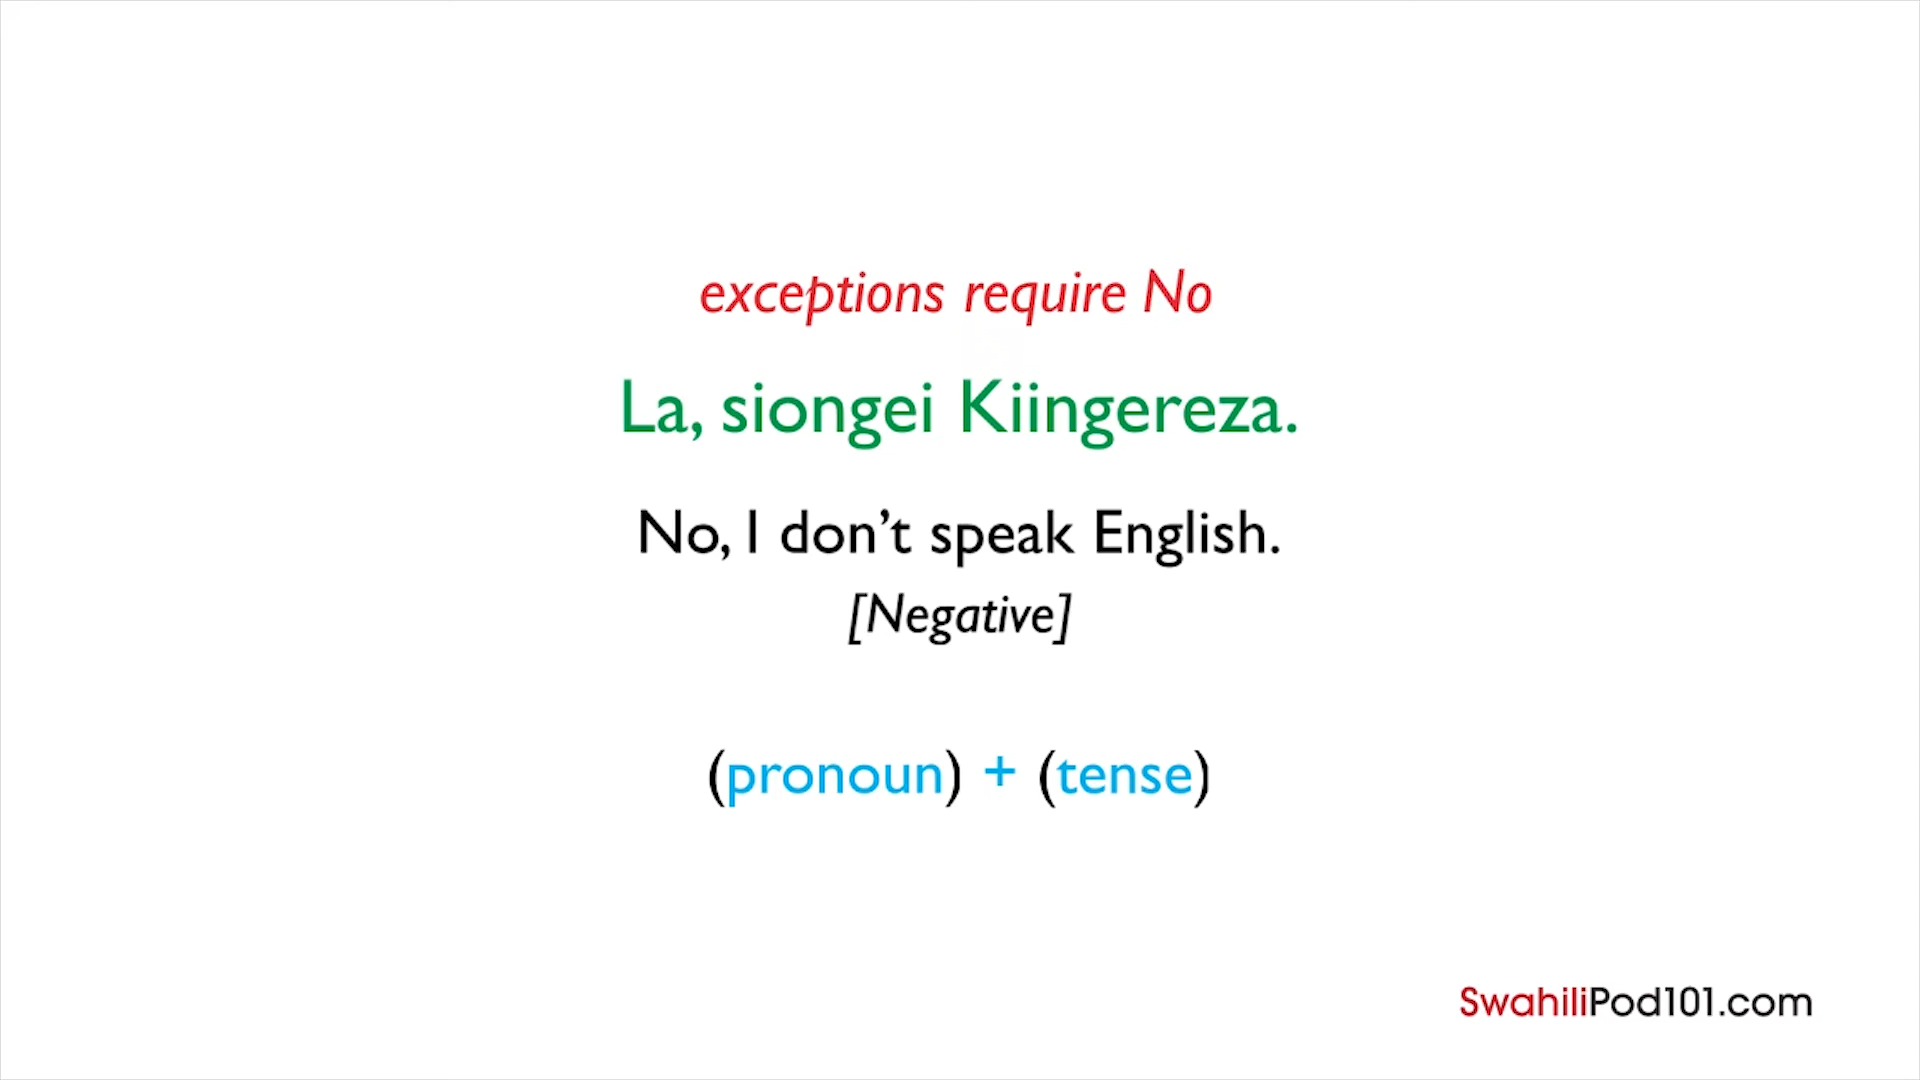 exceptions require No
La, siongei Kiingereza.
No, I don’t speak English.
[Negative]
(pronoun) + (tense)
SwahiliPod101.com